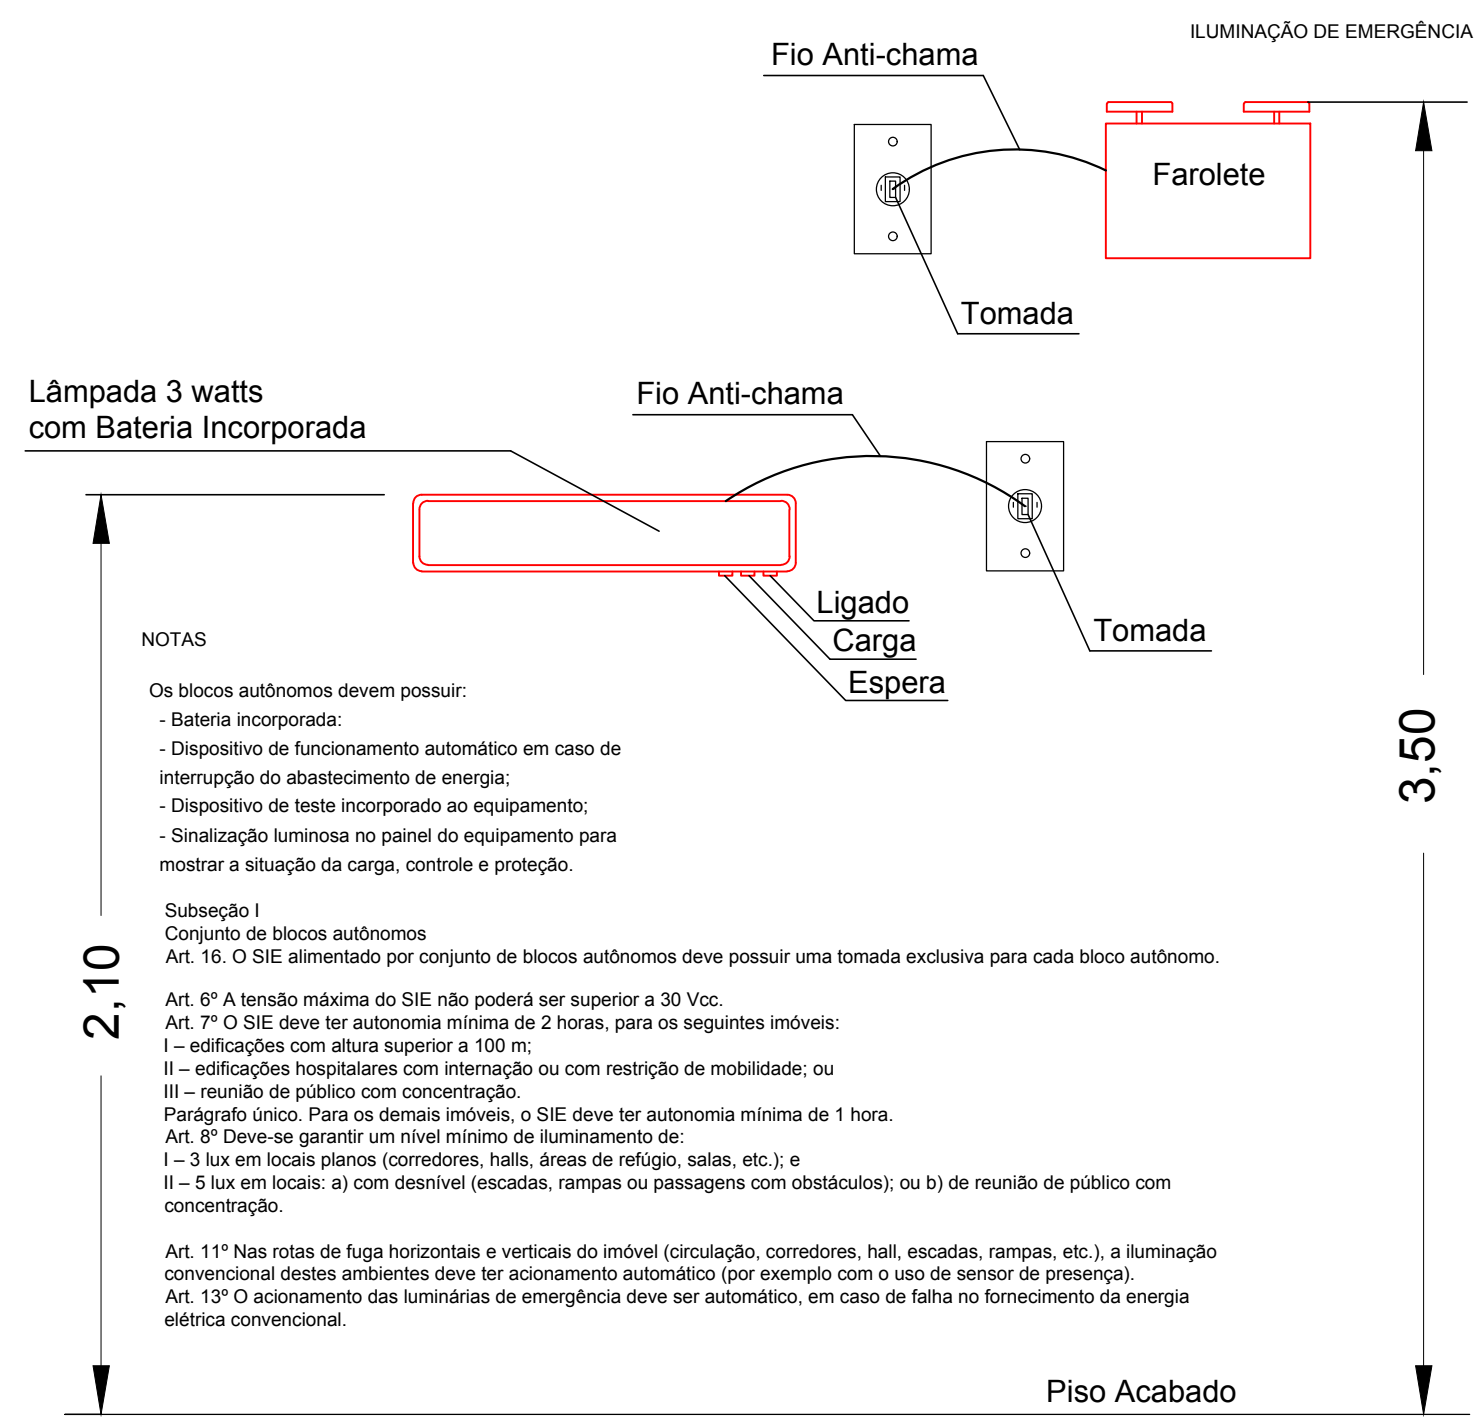 ILUMINAÇÃO DE EMERGÊNCIA
Fio Anti-chama
Farolete
Tomada
Lâmpada 3 watts
com Bateria Incorporada
Fio Anti-chama
Ligado
Carga
Espera
Tomada
NOTAS
Os blocos autônomos devem possuir:
- Bateria incorporada:
- Dispositivo de funcionamento automático em caso de
interrupção do abastecimento de energia;
- Dispositivo de teste incorporado ao equipamento;
- Sinalização luminosa no painel do equipamento para
mostrar a situação da carga, controle e proteção.
3,50
2,10
Subseção I
Conjunto de blocos autônomos
Art. 16. O SIE alimentado por conjunto de blocos autônomos deve possuir uma tomada exclusiva para cada bloco autônomo.
Art. 6º A tensão máxima do SIE não poderá ser superior a 30 Vcc.
Art. 7º O SIE deve ter autonomia mínima de 2 horas, para os seguintes imóveis:
I – edificações com altura superior a 100 m;
II – edificações hospitalares com internação ou com restrição de mobilidade; ou
III – reunião de público com concentração.
Parágrafo único. Para os demais imóveis, o SIE deve ter autonomia mínima de 1 hora.
Art. 8º Deve-se garantir um nível mínimo de iluminamento de:
I – 3 lux em locais planos (corredores, halls, áreas de refúgio, salas, etc.); e
II – 5 lux em locais: a) com desnível (escadas, rampas ou passagens com obstáculos); ou b) de reunião de público com
concentração.
Art. 11º Nas rotas de fuga horizontais e verticais do imóvel (circulação, corredores, hall, escadas, rampas, etc.), a iluminação
convencional destes ambientes deve ter acionamento automático (por exemplo com o uso de sensor de presença).
Art. 13º O acionamento das luminárias de emergência deve ser automático, em caso de falha no fornecimento da energia
elétrica convencional.
Piso Acabado